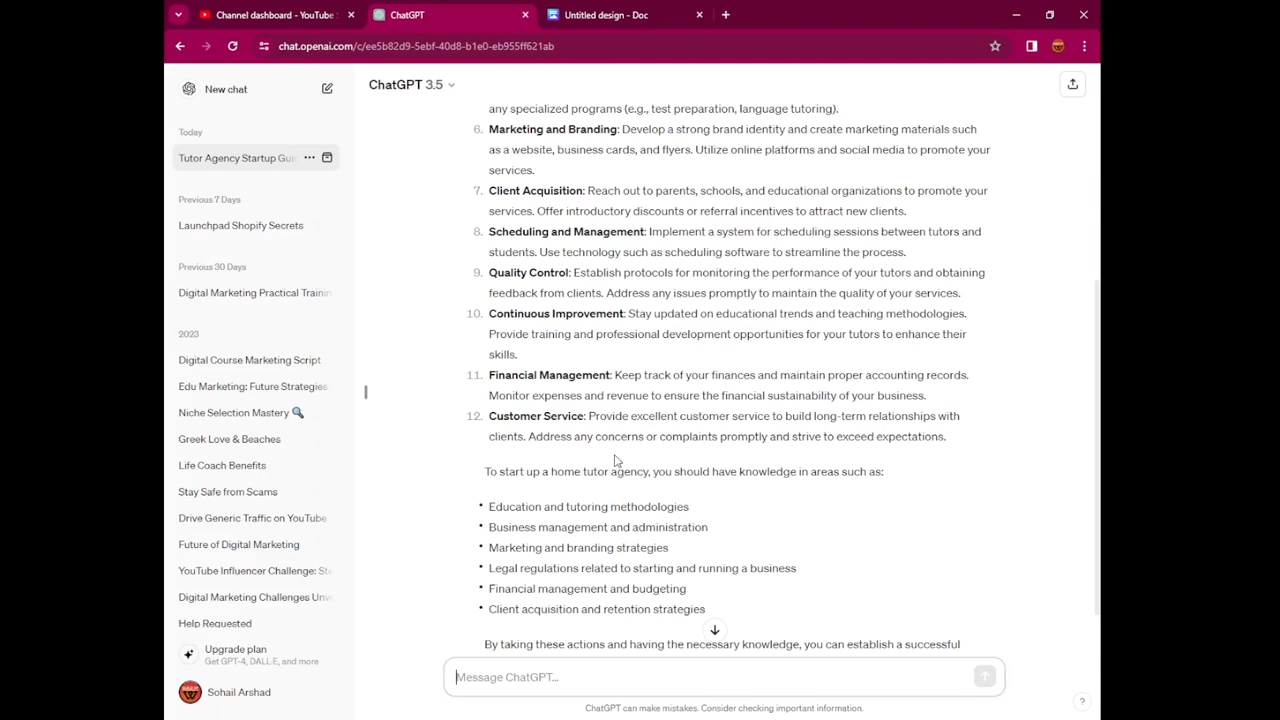 Channel dashboard - YouTube
ChatGPT
Untitled design - Doc
chat.openai.com/c/ee5b82d9-5ebf-40d8-b1e0-eb955ff621ab
New chat
Today
Tutor Agency Startup Gui
Previous 7 Days
Launchpad Shopify Secrets
Previous 30 Days
Digital Marketing Practical Trainin
2023
Digital Course Marketing Script
Edu Marketing: Future Strategies
Niche Selection Mastery 🔍
Greek Love & Beaches
Life Coach Benefits
Stay Safe from Scams
Drive Generic Traffic on YouTube
Future of Digital Marketing
YouTube Influencer Challenge: Ste
Digital Marketing Challenges Unv
Help Requested
Upgrade plan
Get GPT-4, DALL·E, and more
Sohail Arshad
ChatGPT 3.5
any specialized programs (e.g., test preparation, language tutoring).
6. Marketing and Branding: Develop a strong brand identity and create marketing materials such
as a website, business cards, and flyers. Utilize online platforms and social media to promote your
services.
7. Client Acquisition: Reach out to parents, schools, and educational organizations to promote your
services. Offer introductory discounts or referral incentives to attract new clients.
8. Scheduling and Management: Implement a system for scheduling sessions between tutors and
students. Use technology such as scheduling software to streamline the process.
9. Quality Control: Establish protocols for monitoring the performance of your tutors and obtaining
feedback from clients. Address any issues promptly to maintain the quality of your services.
10. Continuous Improvement: Stay updated on educational trends and teaching methodologies.
Provide training and professional development opportunities for your tutors to enhance their
skills.
11. Financial Management: Keep track of your finances and maintain proper accounting records.
Monitor expenses and revenue to ensure the financial sustainability of your business.
12. Customer Service: Provide excellent customer service to build long-term relationships with
clients. Address any concerns or complaints promptly and strive to exceed expectations.
To start up a home tutor agency, you should have knowledge in areas such as:
• Education and tutoring methodologies
• Business management and administration
• Marketing and branding strategies
• Legal regulations related to starting and running a business
• Financial management and budgeting
• Client acquisition and retention strategies
By taking these actions and having the necessary knowledge, you can establish a successful
Message ChatGPT...
ChatGPT can make mistakes. Consider checking important information.
?